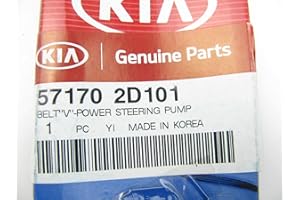 KIA
KIA Genuine Parts
57170 2D101
BELT"V"-POWER STEERING PUMP
1 PC YI MADE IN KOREA